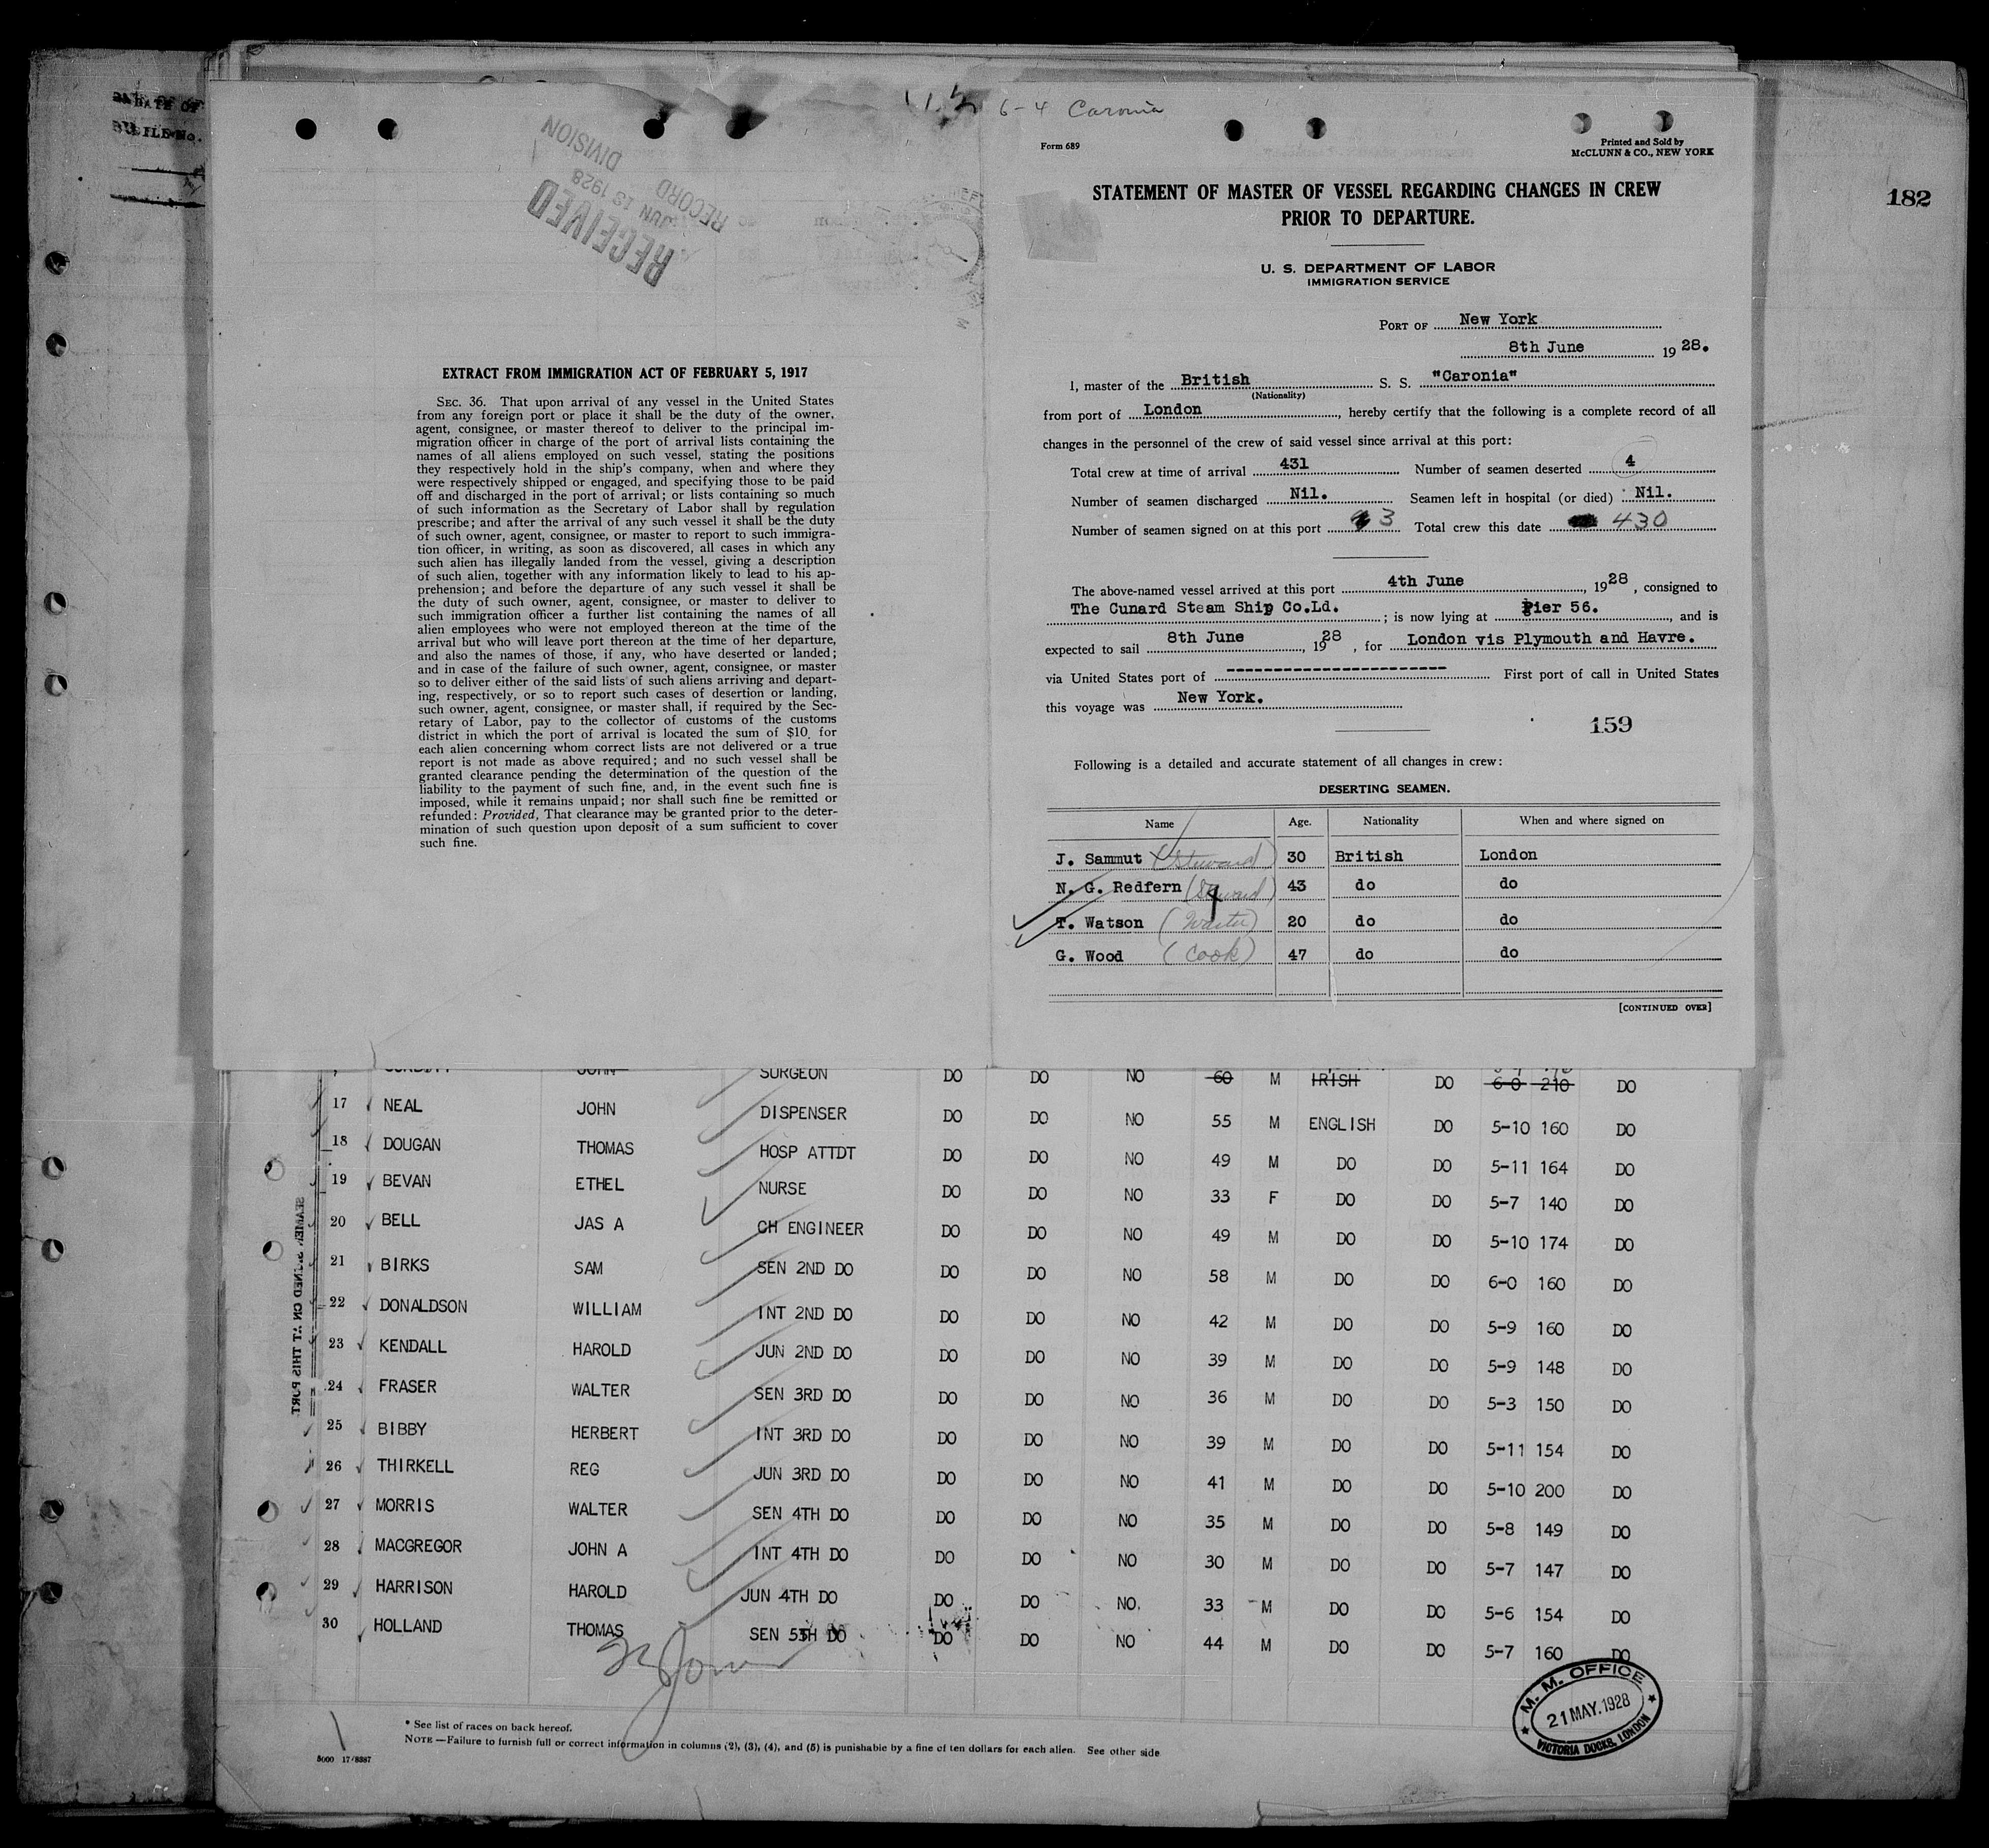 DATE OF
FILE No.
182
RECEIVED
JUN 13 1928
RECORD
DIVISION
EXTRACT FROM IMMIGRATION ACT OF FEBRUARY 5, 1917
SEC. 36. That upon arrival of any vessel in the United States
from any foreign port or place it shall be the duty of the owner,
agent, consignee, or master thereof to deliver to the principal im-
migration officer in charge of the port of arrival lists containing the
names of all aliens employed on such vessel, stating the positions
they respectively hold in the ship's company, when and where they
were respectively shipped or engaged, and specifying those to be paid
off and discharged in the port of arrival; or lists containing so much
of such information as the Secretary of Labor shall by regulation
prescribe; and after the arrival of any such vessel it shall be the duty
of such owner, agent, consignee, or master to report to such immigra-
tion officer, in writing, as soon as discovered, all cases in which any
such alien has illegally landed from the vessel, giving a description
of such alien, together with any information likely to lead to his ap-
prehension; and before the departure of any such vessel it shall be
the duty of such owner, agent, consignee, or master to deliver to
such immigration officer a further list containing the names of all
alien employees who were not employed thereon at the time of the
arrival but who will leave port thereon at the time of her departure,
and also the names of those, if any, who have deserted or landed;
and in case of the failure of such owner, agent, consignee, or master
so to deliver either of the said lists of such aliens arriving and depart-
ing, respectively, or so to report such cases of desertion or landing,
such owner, agent, consignee, or master shall, if required by the Sec-
retary of Labor, pay to the collector of customs of the customs
district in which the port of arrival is located the sum of $10 for
each alien concerning whom correct lists are not delivered or a true
report is not made as above required; and no such vessel shall be
granted clearance pending the determination of the question of the
liability to the payment of such fine, and, in the event such fine is
imposed, while it remains unpaid; nor shall such fine be remitted or
refunded: Provided, That clearance may be granted prior to the deter-
mination of such question upon deposit of a sum sufficient to cover
such fine.
6-4 Caronia
Form 689
Printed and Sold by
McCLUNN & CO., NEW YORK
STATEMENT OF MASTER OF VESSEL REGARDING CHANGES IN CREW
PRIOR TO DEPARTURE.
U. S. DEPARTMENT OF LABOR
IMMIGRATION SERVICE
PORT OF New York
8th June 1928.
I, master of the British S. S. "Caronia"
(Nationality)
from port of London, hereby certify that the following is a complete record of all
changes in the personnel of the crew of said vessel since arrival at this port:
Total crew at time of arrival 431 Number of seamen deserted 4
Number of seamen discharged Nil. Seamen left in hospital (or died) Nil.
Number of seamen signed on at this port 3 Total crew this date 430
The above-named vessel arrived at this port 4th June, 1928, consigned to
The Cunard Steam Ship Co.Ld.; is now lying at Pier 56., and is
expected to sail 8th June, 1928, for London vis Plymouth and Havre.
via United States port of ---------------------- First port of call in United States
this voyage was New York.
159
Following is a detailed and accurate statement of all changes in crew:
DESERTING SEAMEN.
Name Age. Nationality When and where signed on
J. Sammut (Steward) 30 British London
N. G. Redfern (Steward) 43 do do
4
T. Watson (Waiter) 20 do do
G. Wood (Cook) 47 do do
[CONTINUED OVER]
JOHN SURGEON DO DO NO 60 M IRISH DO 6-0 210 DO
17 NEAL JOHN DISPENSER DO DO NO 55 M ENGLISH DO 5-10 160 DO
18 DOUGAN THOMAS HOSP ATTDT DO DO NO 49 M DO DO 5-11 164 DO
19 BEVAN ETHEL NURSE DO DO NO 33 F DO DO 5-7 140 DO
20 BELL JAS A CH ENGINEER DO DO NO 49 M DO DO 5-10 174 DO
21 BIRKS SAM SEN 2ND DO DO DO NO 58 M DO DO 6-0 160 DO
22 DONALDSON WILLIAM INT 2ND DO DO DO NO 42 M DO DO 5-9 160 DO
23 KENDALL HAROLD JUN 2ND DO DO DO NO 39 M DO DO 5-9 148 DO
24 FRASER WALTER SEN 3RD DO DO DO NO 36 M DO DO 5-3 150 DO
25 BIBBY HERBERT INT 3RD DO DO DO NO 39 M DO DO 5-11 154 DO
26 THIRKELL REG JUN 3RD DO DO DO NO 41 M DO DO 5-10 200 DO
27 MORRIS WALTER SEN 4TH DO DO DO NO 35 M DO DO 5-8 149 DO
28 MACGREGOR JOHN A INT 4TH DO DO DO NO 30 M DO DO 5-7 147 DO
29 HARRISON HAROLD JUN 4TH DO DO DO NO. 33 M DO DO 5-6 154 DO
30 HOLLAND THOMAS SEN 5TH DO DO DO NO 44 M DO DO 5-7 160 DO
SEAMEN SIGNED ON AT THIS PORT
M. M. OFFICE
21 MAY. 1928
VICTORIA DOCKS, LONDON
* See list of races on back hereof.
NOTE—Failure to furnish full or correct information in columns (2), (3), (4), and (5) is punishable by a fine of ten dollars for each alien. See other side
5000 17/8387